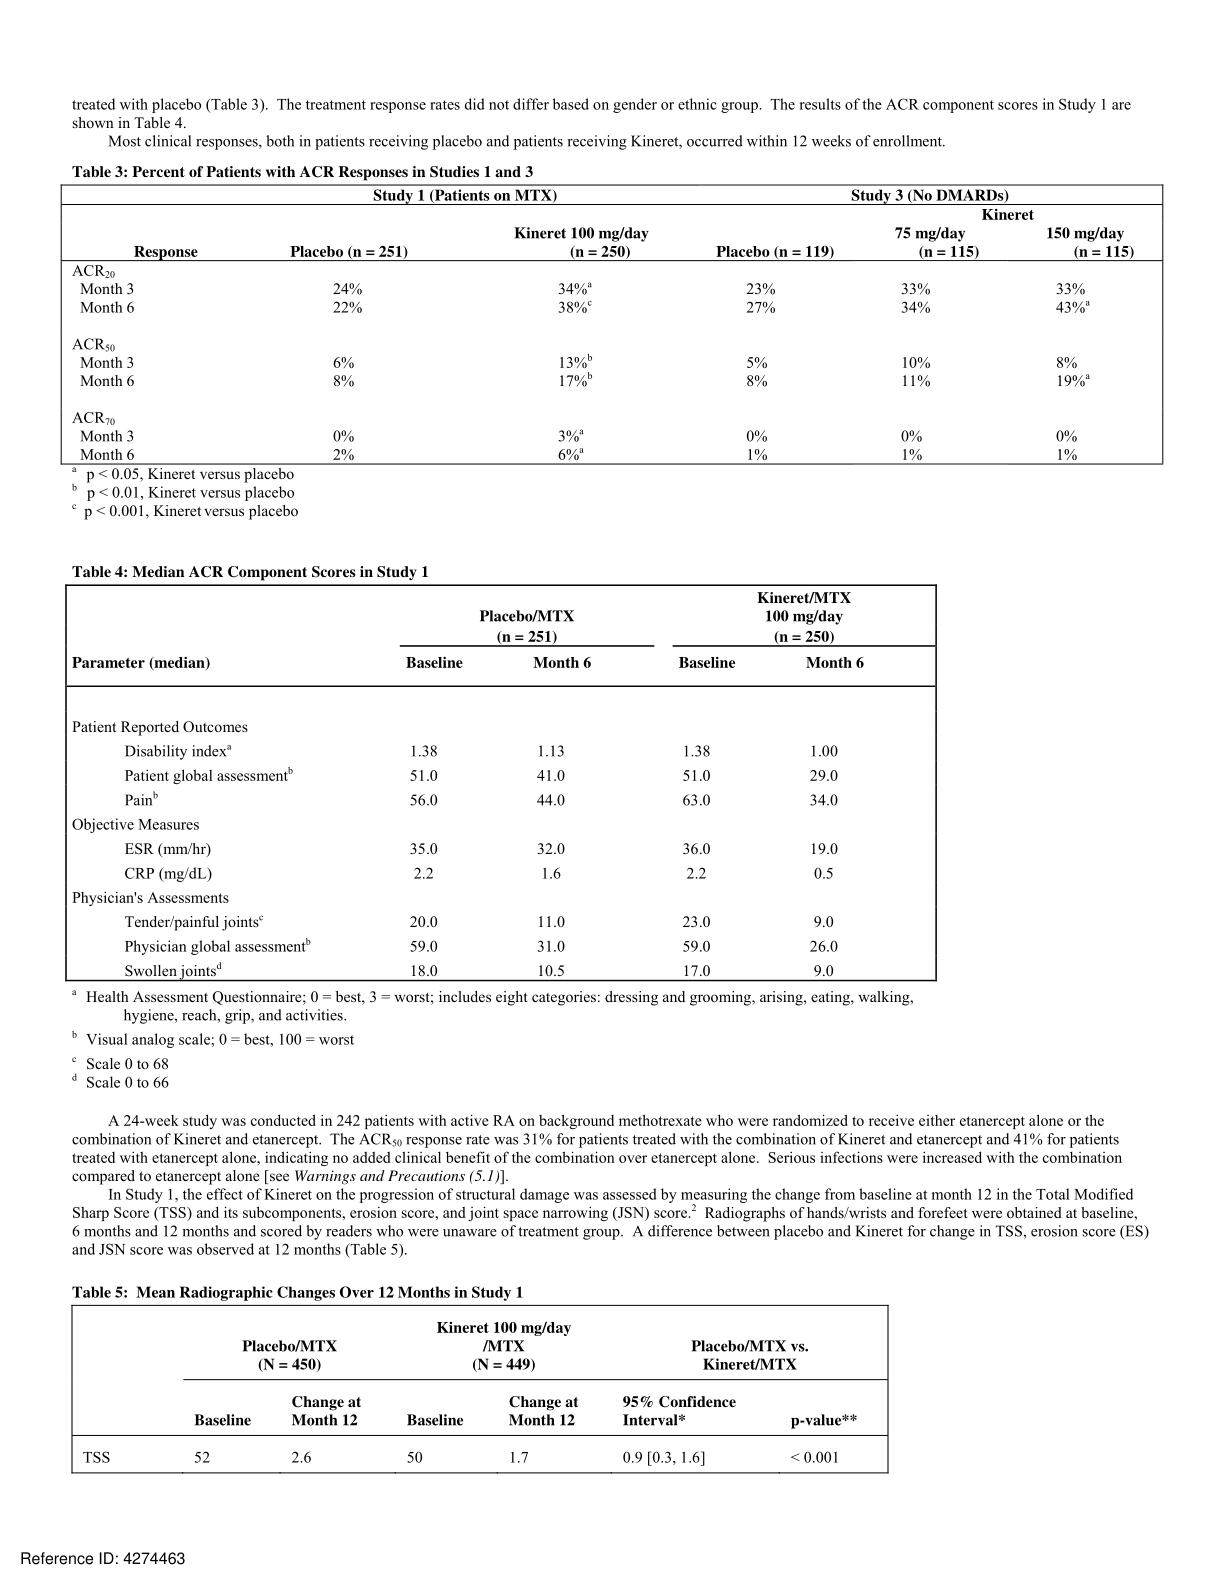 treated with placebo (Table 3).  The treatment response rates did not differ based on gender or ethnic group.  The results of the ACR component scores in Study 1 are
shown in Table 4.
Most clinical responses, both in patients receiving placebo and patients receiving Kineret, occurred within 12 weeks of enrollment.
Table 3: Percent of Patients with ACR Responses in Studies 1 and 3
Study 1 (Patients on MTX) Study 3 (No DMARDs)
Kineret
Kineret 100 mg/day 75 mg/day 150 mg/day
Response Placebo (n = 251) (n = 250) Placebo (n = 119) (n = 115) (n = 115)
ACR20
Month 3 24% 34%a 23% 33% 33%
Month 6 22% 38%c 27% 34% 43%a
ACR50
Month 3 6% 13%b 5% 10% 8%
Month 6 8% 17%b 8% 11% 19%a
ACR70
Month 3 0% 3%a 0% 0% 0%
Month 6 2% 6%a 1% 1% 1%
a p < 0.05, Kineret versus placebo
b p < 0.01, Kineret versus placebo
c p < 0.001, Kineret versus placebo
Table 4: Median ACR Component Scores in Study 1
Kineret/MTX
Placebo/MTX 100 mg/day
(n = 251) (n = 250)
Parameter (median) Baseline Month 6 Baseline Month 6
Patient Reported Outcomes
Disability indexa 1.38 1.13 1.38 1.00
Patient global assessmentb 51.0 41.0 51.0 29.0
Painb 56.0 44.0 63.0 34.0
Objective Measures
ESR (mm/hr) 35.0 32.0 36.0 19.0
CRP (mg/dL) 2.2 1.6 2.2 0.5
Physician's Assessments
Tender/painful jointsc 20.0 11.0 23.0 9.0
Physician global assessmentb 59.0 31.0 59.0 26.0
Swollen jointsd 18.0 10.5 17.0 9.0
a Health Assessment Questionnaire; 0 = best, 3 = worst; includes eight categories: dressing and grooming, arising, eating, walking,
hygiene, reach, grip, and activities.
b Visual analog scale; 0 = best, 100 = worst
c Scale 0 to 68
d Scale 0 to 66
A 24-week study was conducted in 242 patients with active RA on background methotrexate who were randomized to receive either etanercept alone or the
combination of Kineret and etanercept.  The ACR50 response rate was 31% for patients treated with the combination of Kineret and etanercept and 41% for patients
treated with etanercept alone, indicating no added clinical benefit of the combination over etanercept alone.  Serious infections were increased with the combination
compared to etanercept alone [see Warnings and Precautions (5.1)].
In Study 1, the effect of Kineret on the progression of structural damage was assessed by measuring the change from baseline at month 12 in the Total Modified
Sharp Score (TSS) and its subcomponents, erosion score, and joint space narrowing (JSN) score.2  Radiographs of hands/wrists and forefeet were obtained at baseline,
6 months and 12 months and scored by readers who were unaware of treatment group.  A difference between placebo and Kineret for change in TSS, erosion score (ES)
and JSN score was observed at 12 months (Table 5).
Table 5:  Mean Radiographic Changes Over 12 Months in Study 1
Kineret 100 mg/day
Placebo/MTX /MTX Placebo/MTX vs.
(N = 450) (N = 449) Kineret/MTX
Change at Change at 95% Confidence
Baseline Month 12 Baseline Month 12 Interval* p-value**
TSS 52 2.6 50 1.7 0.9 [0.3, 1.6] < 0.001
Reference ID: 4274463